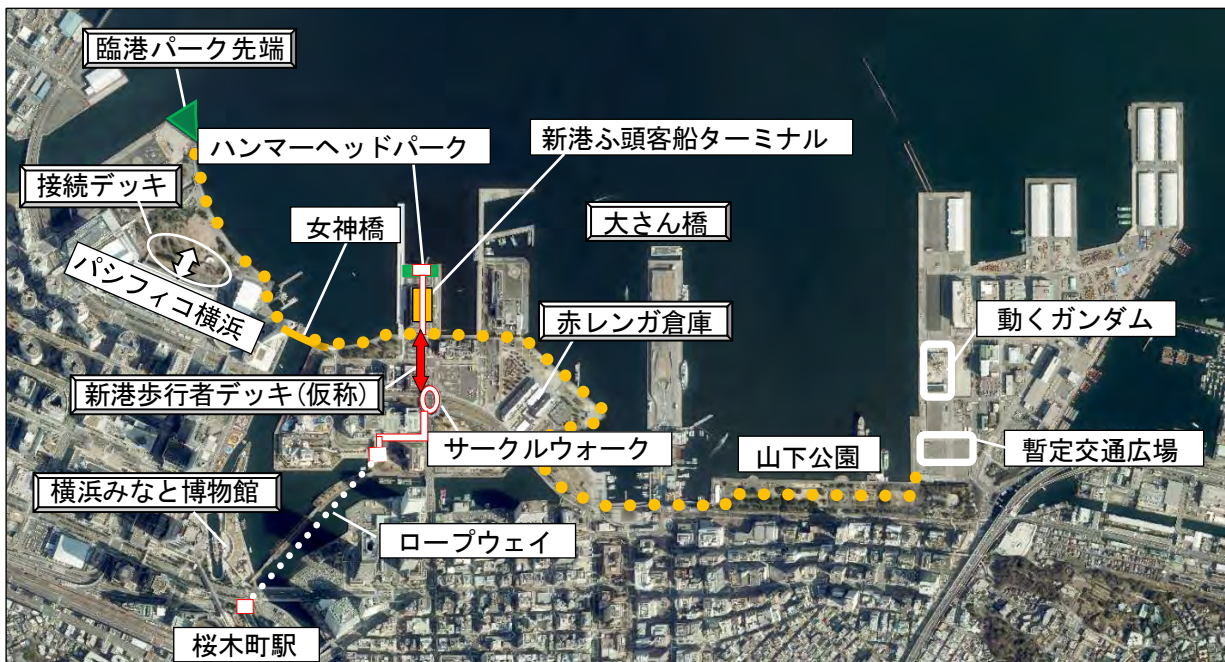 臨港パーク先端
ハンマーヘッドパーク
新港ふ頭客船ターミナル
接続デッキ
女神橋
大さん橋
パシフィコ横浜
赤レンガ倉庫
動くガンダム
新港歩行者デッキ(仮称)
サークルウォーク
山下公園
暫定交通広場
横浜みなと博物館
ロープウェイ
桜木町駅